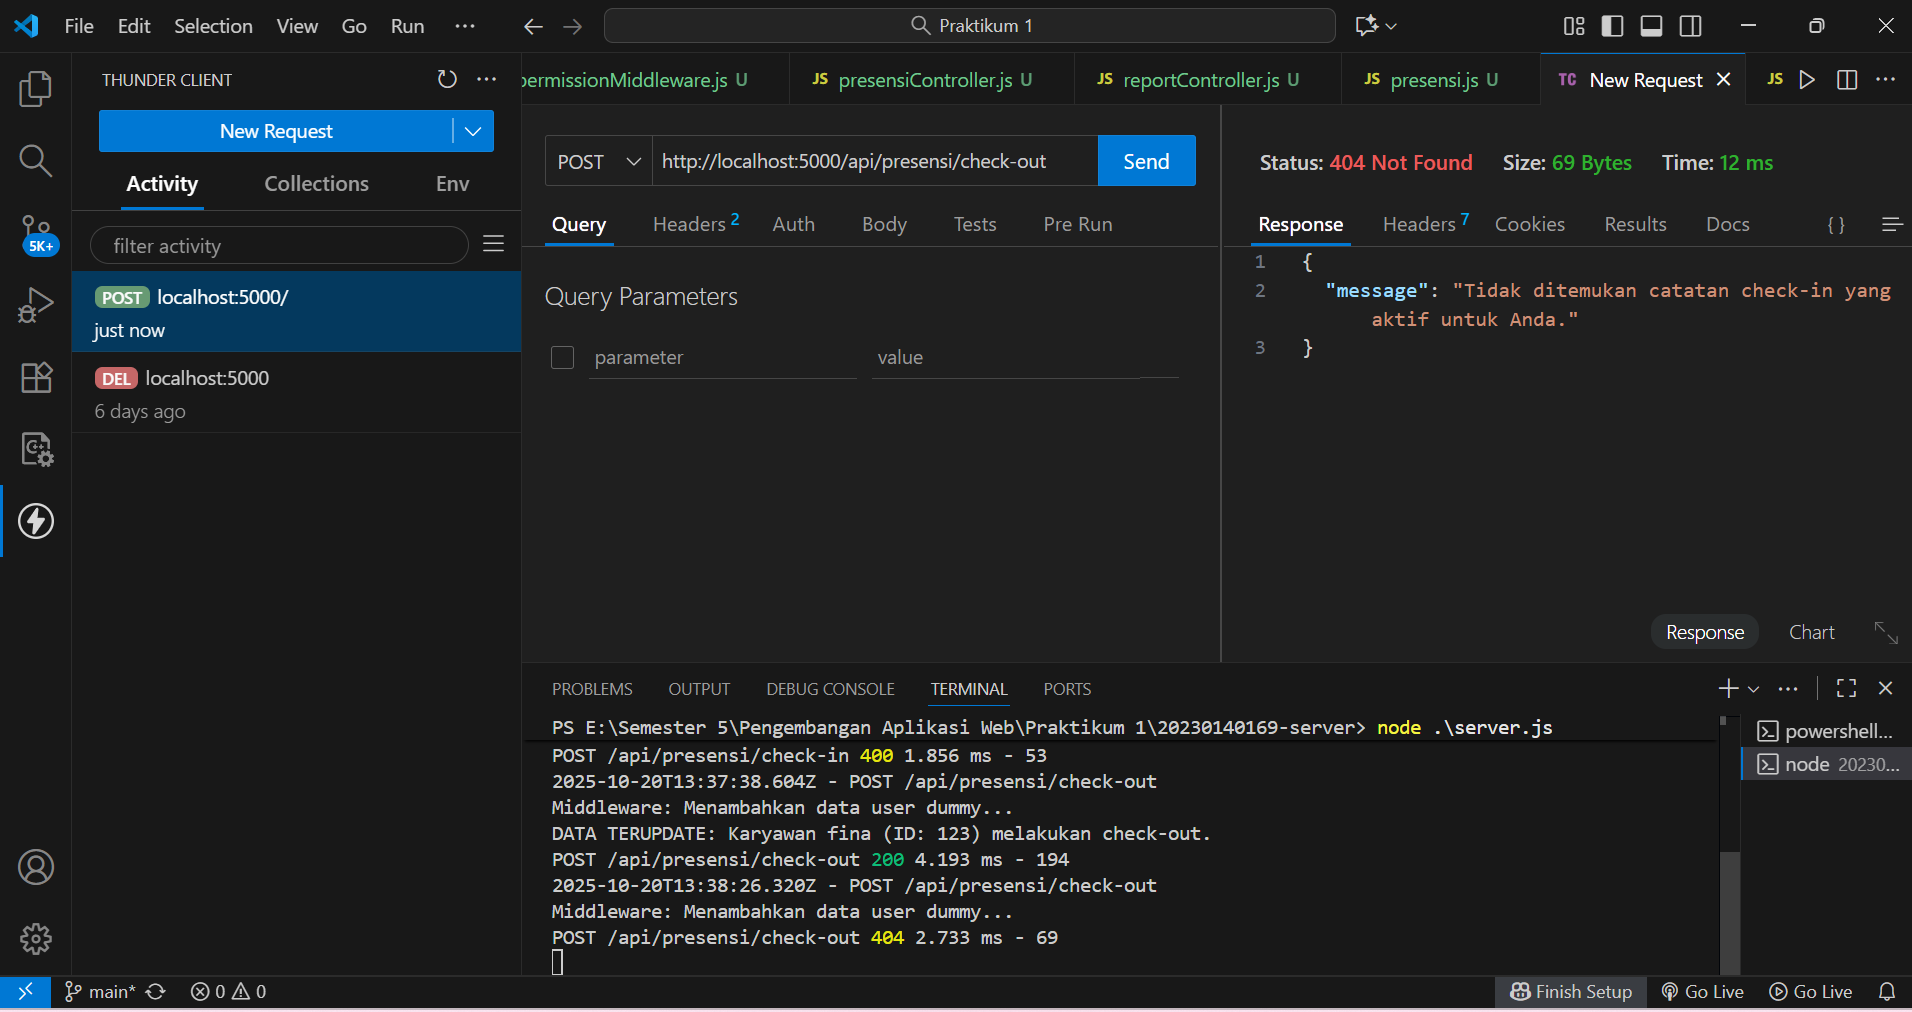 File Edit Selection View Go Run ··· Praktikum 1
THUNDER CLIENT
New Request
Activity Collections Env
filter activity
POST localhost:5000/
just now
DEL localhost:5000
6 days ago
5K+
permissionMiddleware.js U JS presensiController.js U JS reportController.js U JS presensi.js U TC New Request JS
POST http://localhost:5000/api/presensi/check-out Send
Query Headers 2 Auth Body Tests Pre Run
Query Parameters
parameter value
Status: 404 Not Found Size: 69 Bytes Time: 12 ms
Response Headers 7 Cookies Results Docs { }
1 {
2 "message": "Tidak ditemukan catatan check-in yang
aktif untuk Anda."
3 }
Response Chart
PROBLEMS OUTPUT DEBUG CONSOLE TERMINAL PORTS
PS E:\Semester 5\Pengembangan Aplikasi Web\Praktikum 1\20230140169-server> node .\server.js
POST /api/presensi/check-in 400 1.856 ms - 53
2025-10-20T13:37:38.604Z - POST /api/presensi/check-out
Middleware: Menambahkan data user dummy...
DATA TERUPDATE: Karyawan fina (ID: 123) melakukan check-out.
POST /api/presensi/check-out 200 4.193 ms - 194
2025-10-20T13:38:26.320Z - POST /api/presensi/check-out
Middleware: Menambahkan data user dummy...
POST /api/presensi/check-out 404 2.733 ms - 69
powershell...
node 20230...
main* 0 0 Finish Setup Go Live Go Live